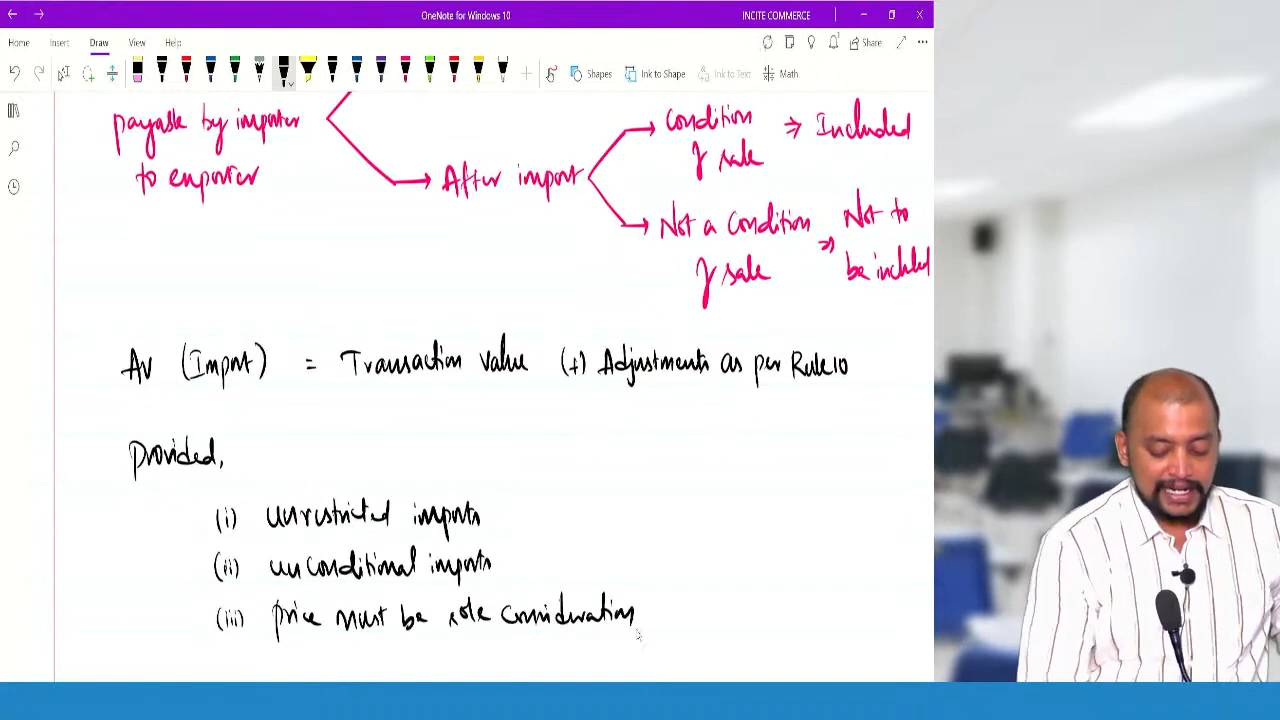 OneNote for Windows 10
INCITE COMMERCE
Home Insert Draw View Help
Share
Shapes Ink to Shape Ink to Text Math
payable by importer
to exporter
After import
Condition
of sale
⇒ Included
Not a Condition
of sale
⇒ Not to
be included
AV (Import) = Transaction value (+) Adjustments as per Rule 10
provided,
(i) unrestricted imports
(ii) unconditional imports
(iii) price must be sole consideration